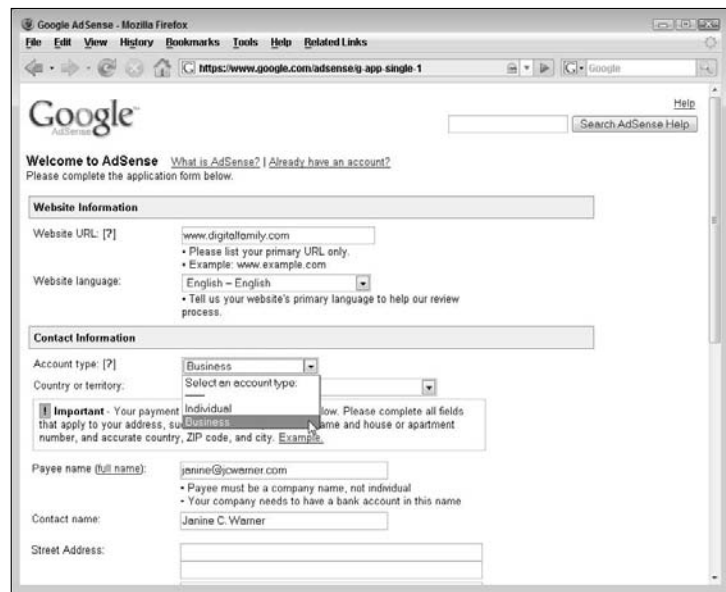 Google AdSense - Mozilla Firefox
File Edit View History Bookmarks Tools Help Related Links
https://www.google.com/adsense/g-app-single-1
Google
Help
Google
AdSense
Search AdSense Help
Welcome to AdSense What is AdSense? | Already have an account?
Please complete the application form below.
Website Information
Website URL: [?] www.digitalfamily.com
• Please list your primary URL only.
• Example: www.example.com
Website language: English – English
• Tell us your website's primary language to help our review
process.
Contact Information
Account type: [?] Business
Select an account type:
-----
Individual
Business
Country or territory:
! Important - Your payment low. Please complete all fields
that apply to your address, su ame and house or apartment
number, and accurate country, ZIP code, and city. Example.
Payee name (full name): janine@jcwarner.com
• Payee must be a company name, not individual
• Your company needs to have a bank account in this name
Contact name: Janine C. Warner
Street Address: